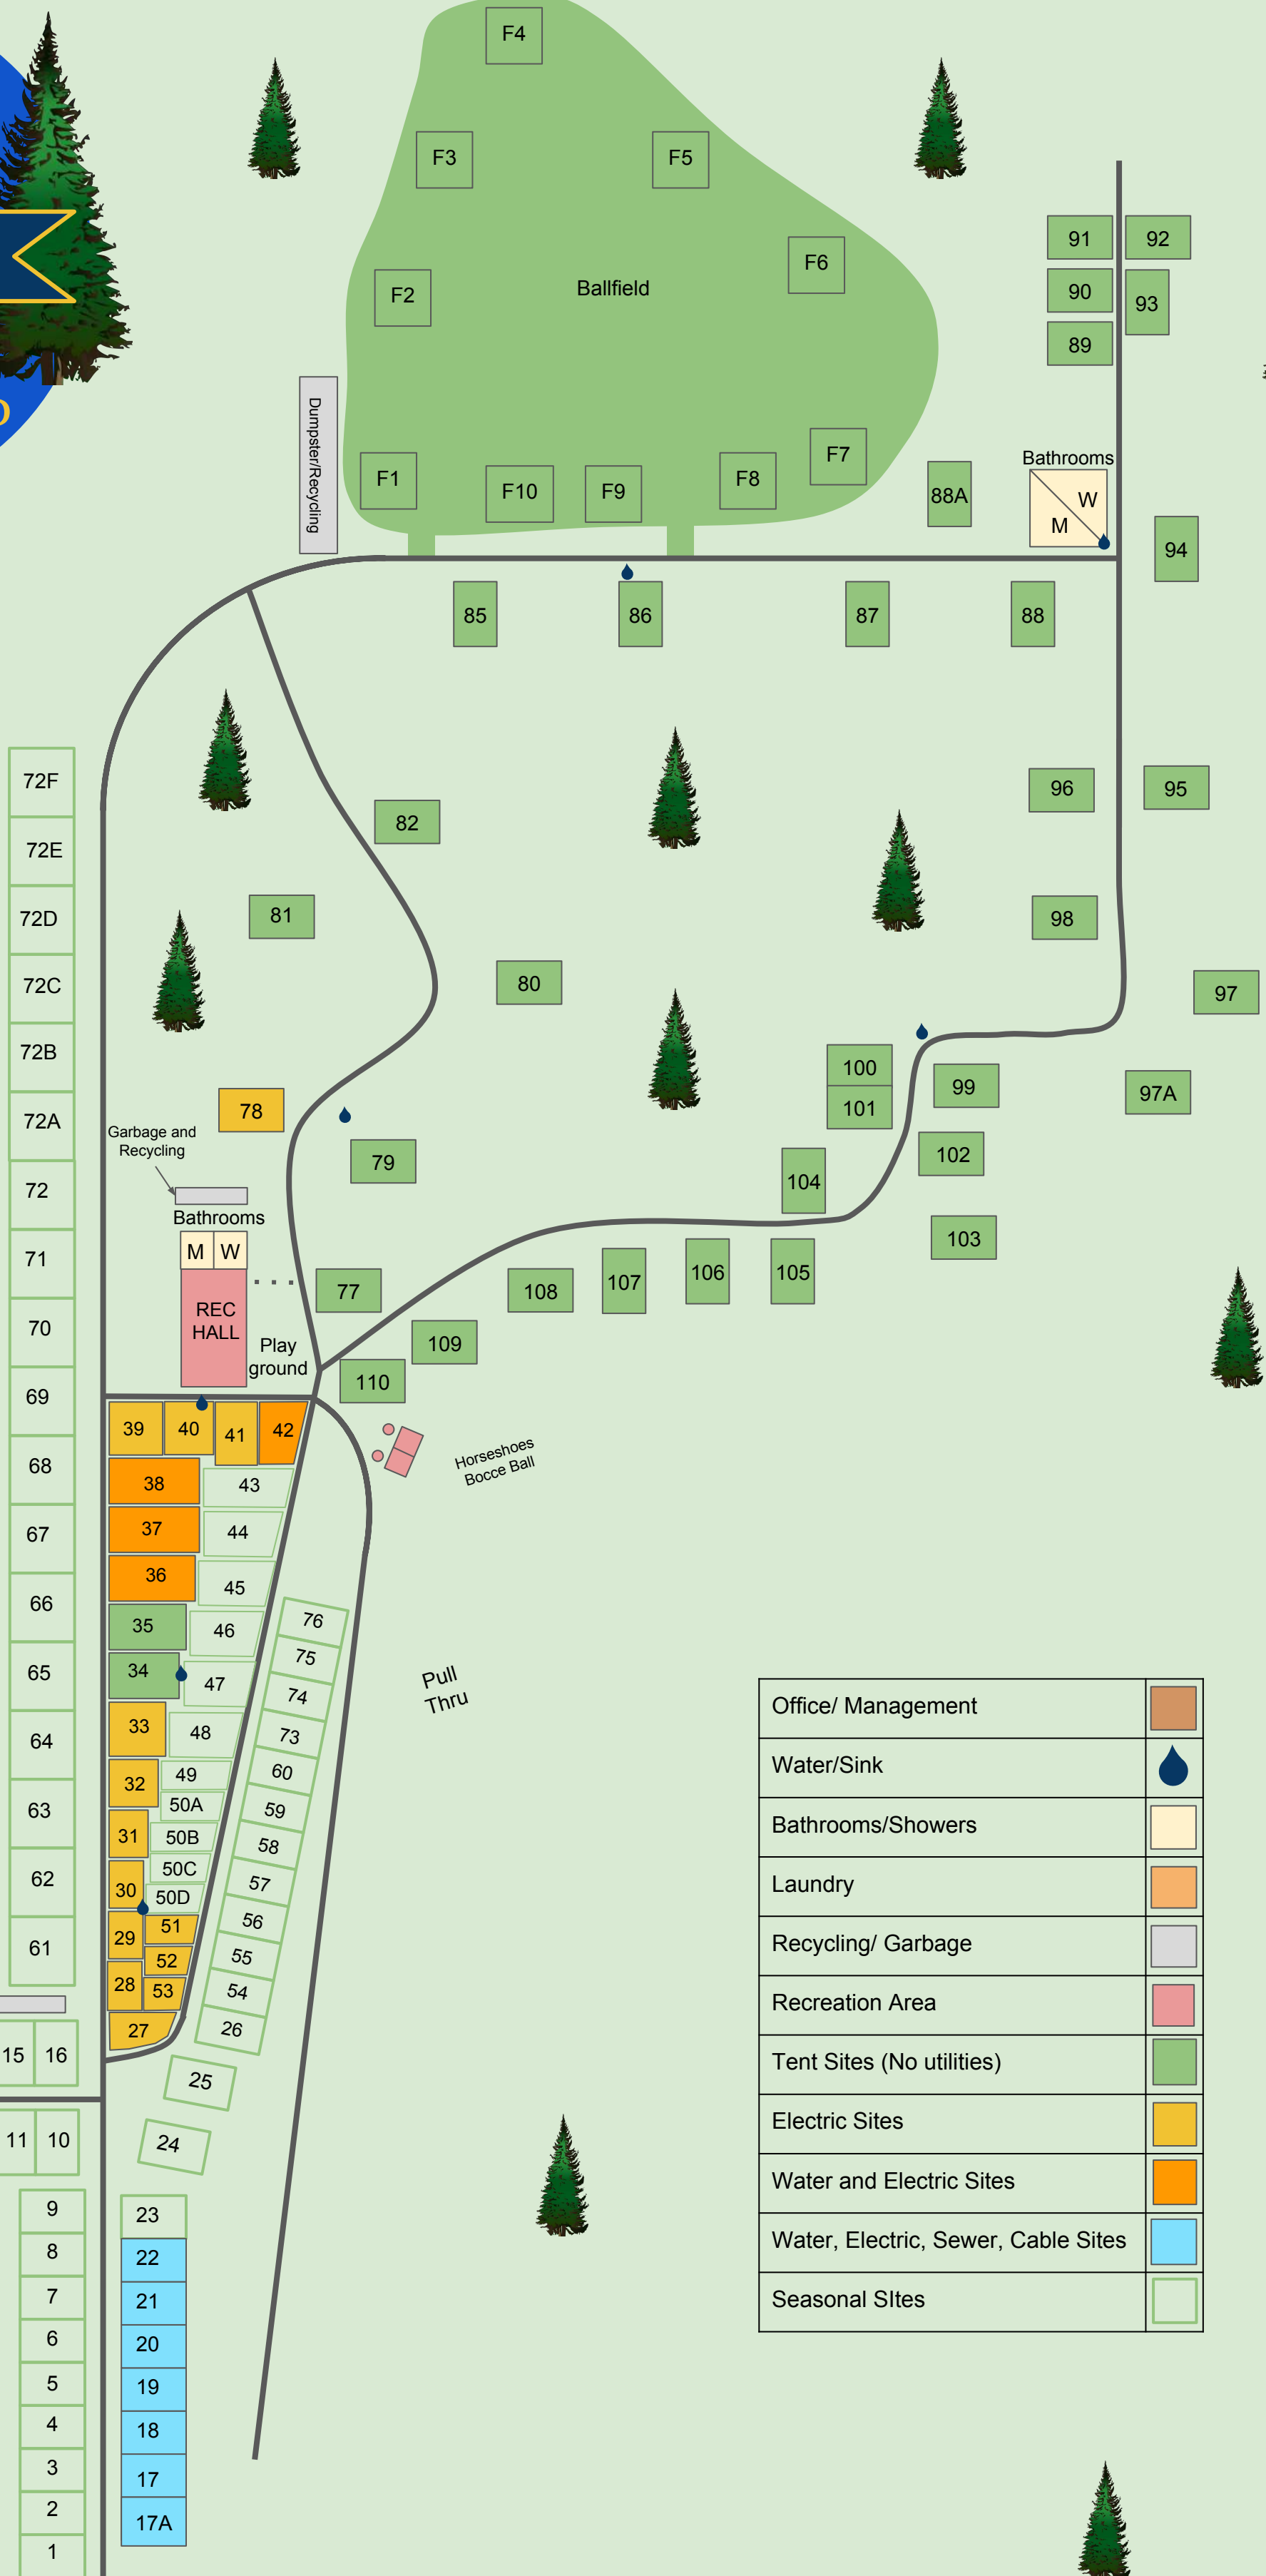 F4
F3
F5
F6
F2
Ballfield
91
92
90
93
89
Dumpster/Recycling
F1
F10
F9
F8
F7
88A
Bathrooms
W
M
94
85
86
87
88
72F
72E
72D
72C
72B
72A
72
71
70
69
68
67
66
65
64
63
62
61
82
81
80
96
95
98
97
78
79
100
101
99
97A
102
104
103
Garbage and
Recycling
Bathrooms
M
W
REC
HALL
Play
ground
77
108
107
106
105
109
110
Horseshoes
Bocce Ball
39
40
41
42
38
43
37
44
36
45
35
46
34
47
33
48
32
49
50A
31
50B
50C
30
50D
29
51
52
28
53
27
76
75
74
73
60
59
58
57
56
55
54
26
25
24
Pull
Thru
15
16
11
10
9
8
7
6
5
4
3
2
1
23
22
21
20
19
18
17
17A
Office/ Management
Water/Sink
Bathrooms/Showers
Laundry
Recycling/ Garbage
Recreation Area
Tent Sites (No utilities)
Electric Sites
Water and Electric Sites
Water, Electric, Sewer, Cable Sites
Seasonal SItes